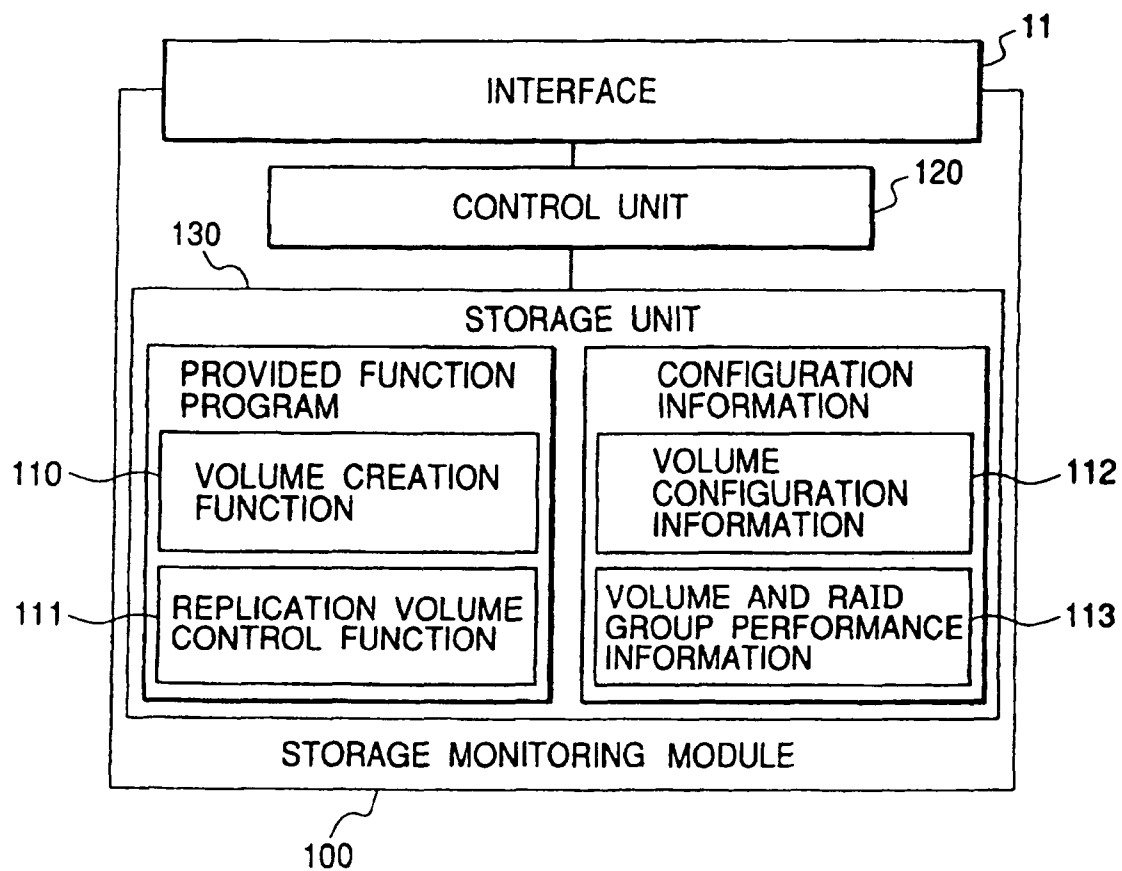 11
INTERFACE
120
CONTROL UNIT
130
STORAGE UNIT
PROVIDED FUNCTION
PROGRAM
CONFIGURATION
INFORMATION
110
VOLUME CREATION
FUNCTION
VOLUME
CONFIGURATION
INFORMATION
112
111
REPLICATION VOLUME
CONTROL FUNCTION
VOLUME AND RAID
GROUP PERFORMANCE
INFORMATION
113
STORAGE MONITORING MODULE
100